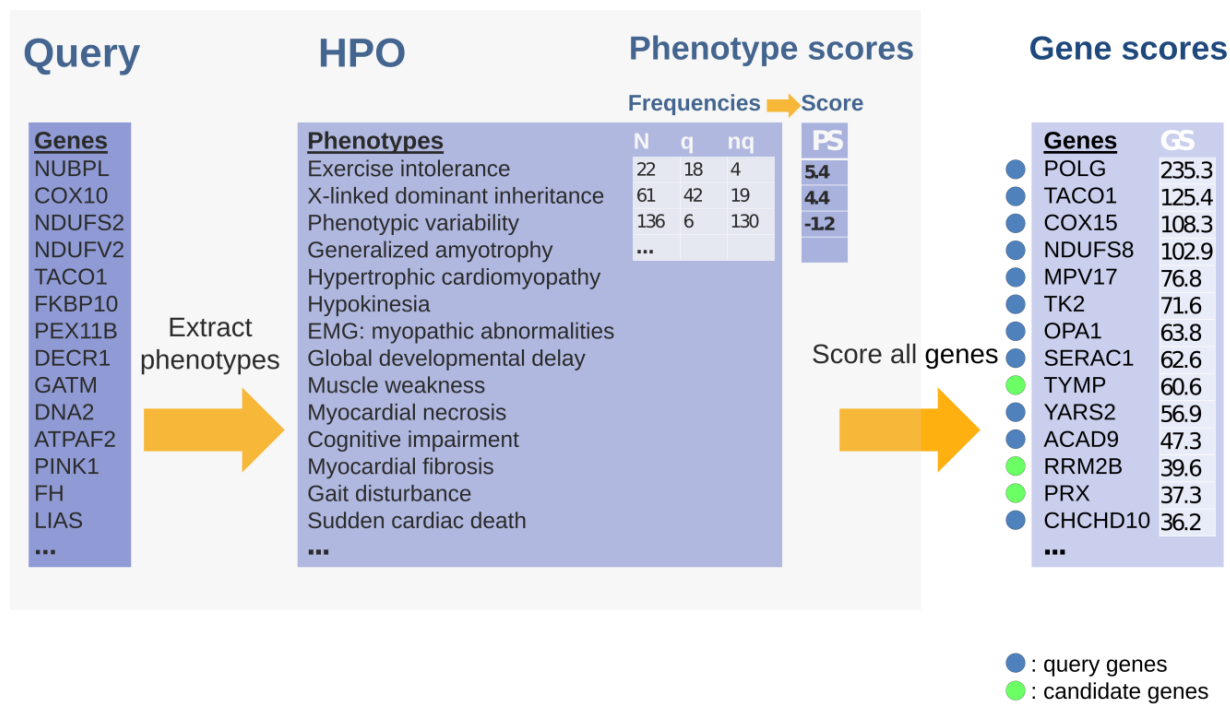 Query
HPO
Phenotype scores
Gene scores
Frequencies
Score
Genes
NUBPL
COX10
NDUFS2
NDUFV2
TACO1
FKBP10
PEX11B
DECR1
GATM
DNA2
ATPAF2
PINK1
FH
LIAS
...
Extract
phenotypes
Phenotypes N q nq PS
Exercise intolerance 22 18 4 5.4
X-linked dominant inheritance 61 42 19 4.4
Phenotypic variability 136 6 130 -1.2
Generalized amyotrophy ...
Hypertrophic cardiomyopathy
Hypokinesia
EMG: myopathic abnormalities
Global developmental delay
Muscle weakness
Myocardial necrosis
Cognitive impairment
Myocardial fibrosis
Gait disturbance
Sudden cardiac death
...
Score all genes
Genes GS
POLG 235.3
TACO1 125.4
COX15 108.3
NDUFS8 102.9
MPV17 76.8
TK2 71.6
OPA1 63.8
SERAC1 62.6
TYMP 60.6
YARS2 56.9
ACAD9 47.3
RRM2B 39.6
PRX 37.3
CHCHD10 36.2
...
: query genes
: candidate genes